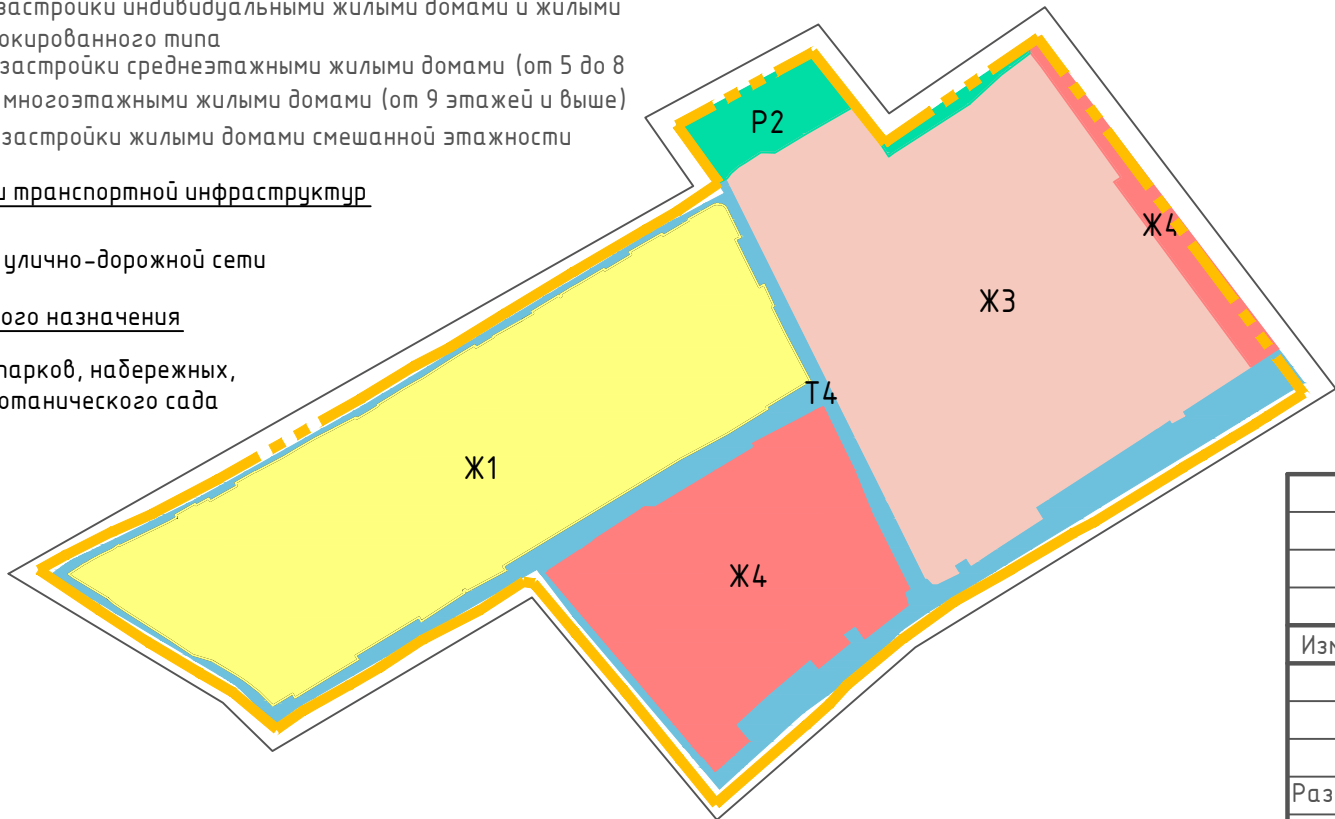 застройки индивидуальными жилыми домами и жилыми
окированного типа
застройки среднеэтажными жилыми домами (от 5 до 8
многоэтажными жилыми домами (от 9 этажей и выше)
застройки жилыми домами смешанной этажности
и транспортной инфраструктур
улично-дорожной сети
ого назначения
парков, набережных,
отанического сада
Р2
Ж4
Ж3
Т4
Ж1
Ж4
Изм
Раз